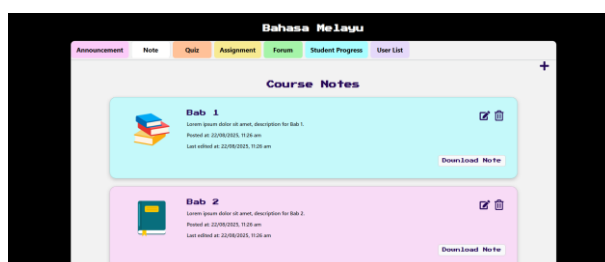 Bahasa Melayu
Announcement Note Quiz Assignment Forum Student Progress User List
+
Course Notes
Bab 1
Lorem ipsum dolor sit amet, description for Bab 1.
Posted at: 22/08/2025, 11:26 am
Last edited at: 22/08/2025, 11:26 am
Download Note
Bab 2
Lorem ipsum dolor sit amet, description for Bab 2.
Posted at: 22/08/2025, 11:26 am
Last edited at: 22/08/2025, 11:26 am
Download Note